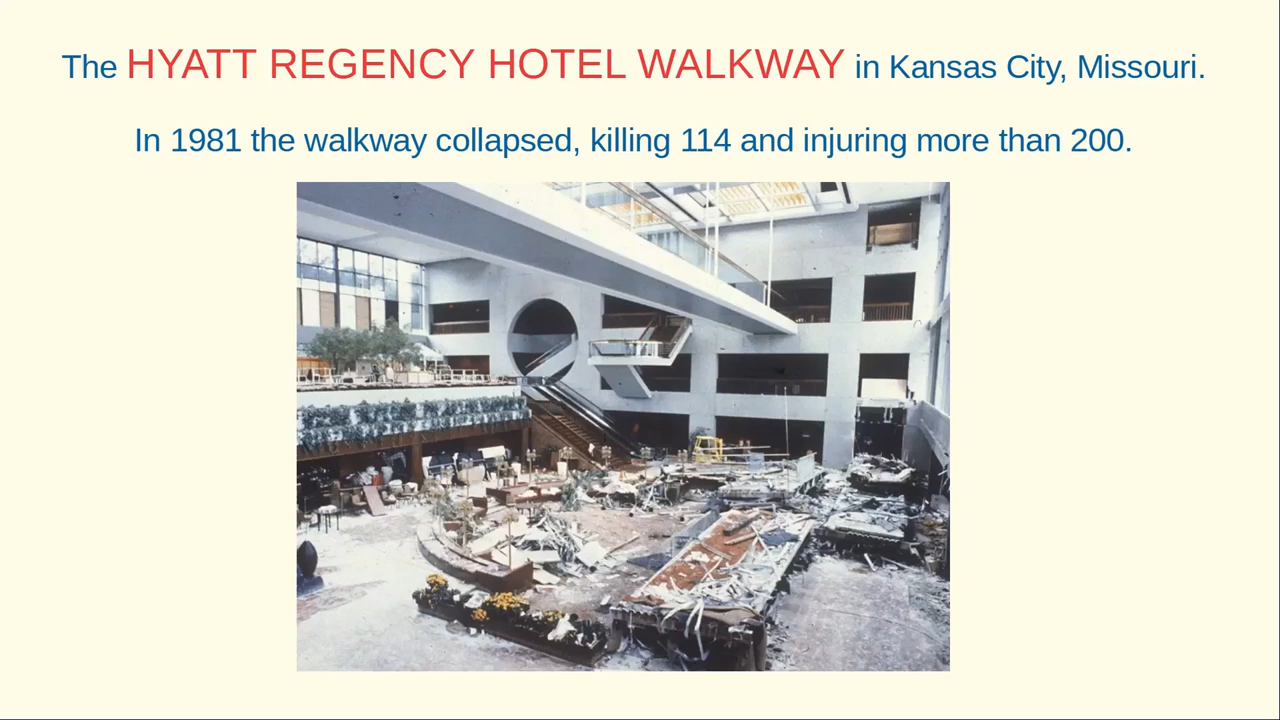 The HYATT REGENCY HOTEL WALKWAY in Kansas City, Missouri.
In 1981 the walkway collapsed, killing 114 and injuring more than 200.